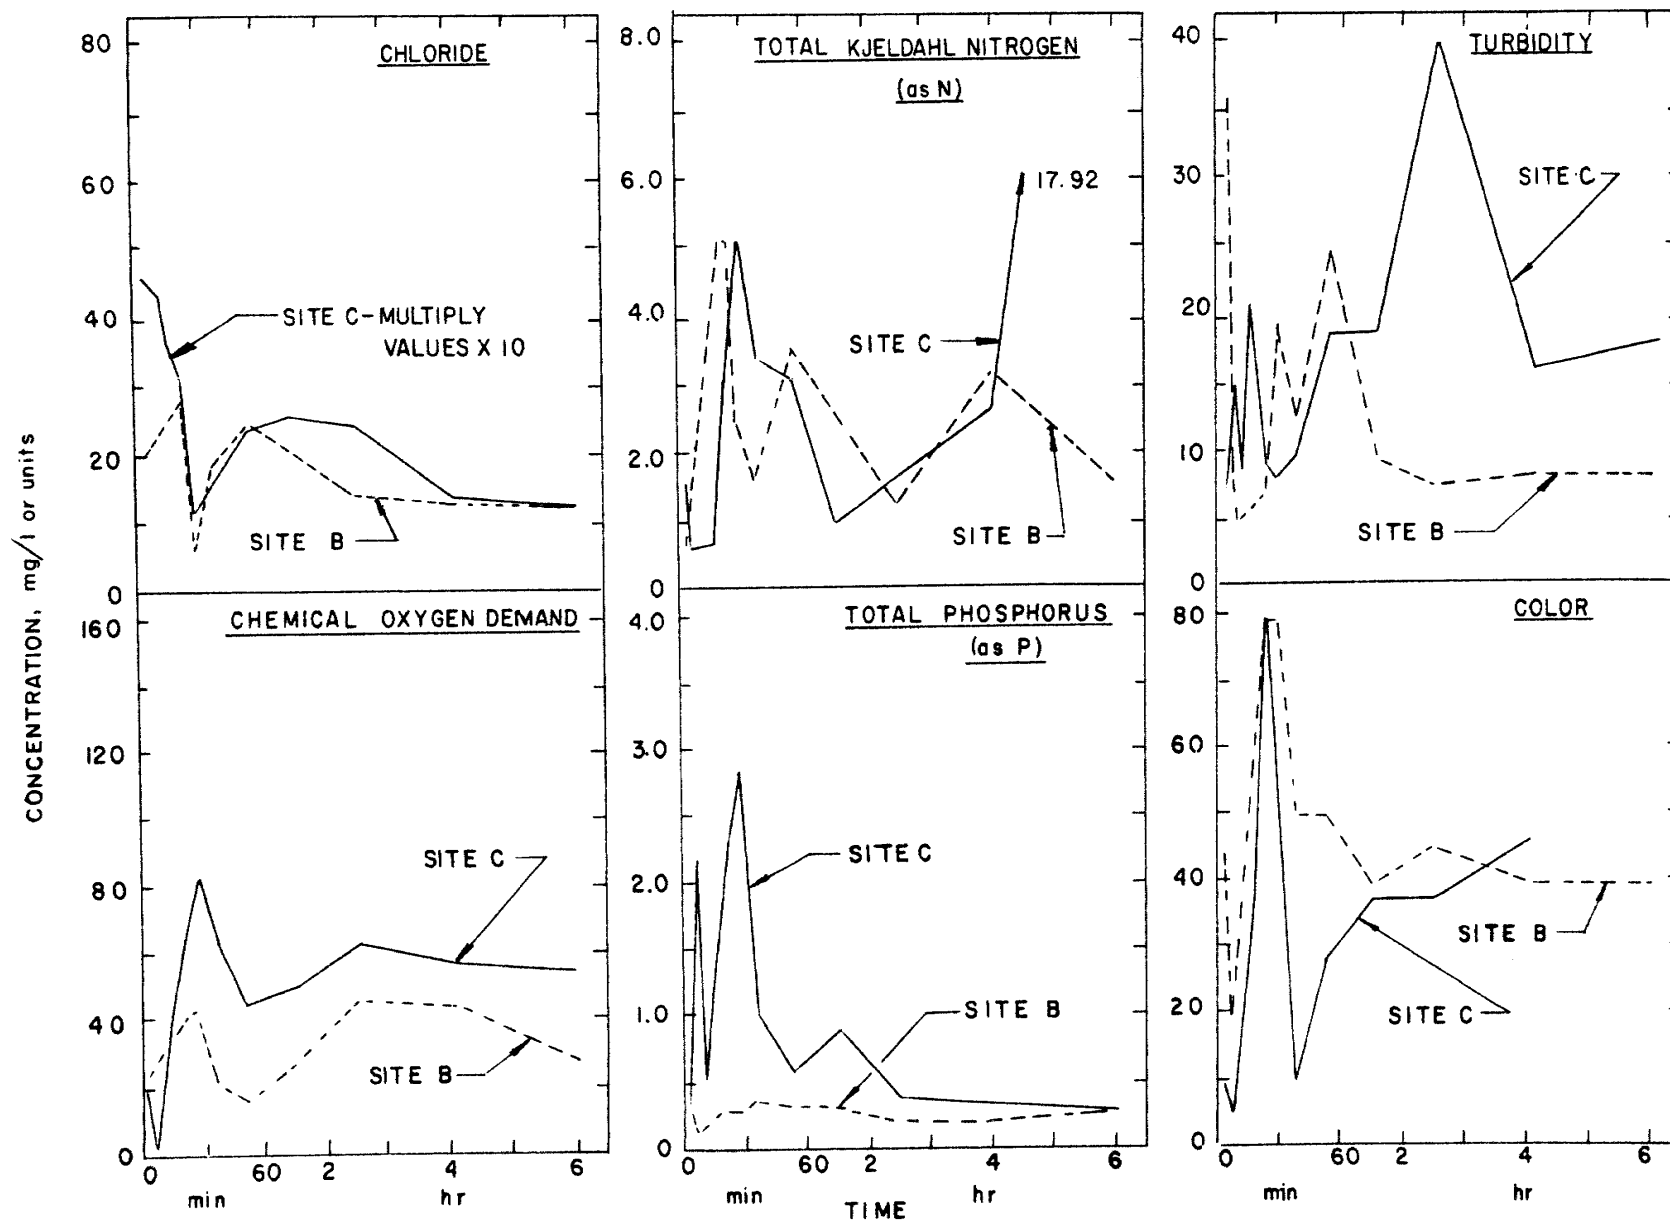 CONCENTRATION, mg/l or units
CHLORIDE
80
60
40
20
0
SITE C-MULTIPLY
VALUES X 10
SITE B
TOTAL KJELDAHL NITROGEN
(as N)
8.0
6.0
4.0
2.0
0
17.92
SITE C
SITE B
TURBIDITY
40
30
20
10
0
SITE C
SITE B
CHEMICAL OXYGEN DEMAND
160
120
80
40
0
SITE C
SITE B
0 60 2 4 6
min hr
TOTAL PHOSPHORUS
(as P)
4.0
3.0
2.0
1.0
0
SITE C
SITE B
0 60 2 4 6
min hr
COLOR
80
60
40
20
0
SITE B
SITE C
0 60 2 4 6
min hr
TIME